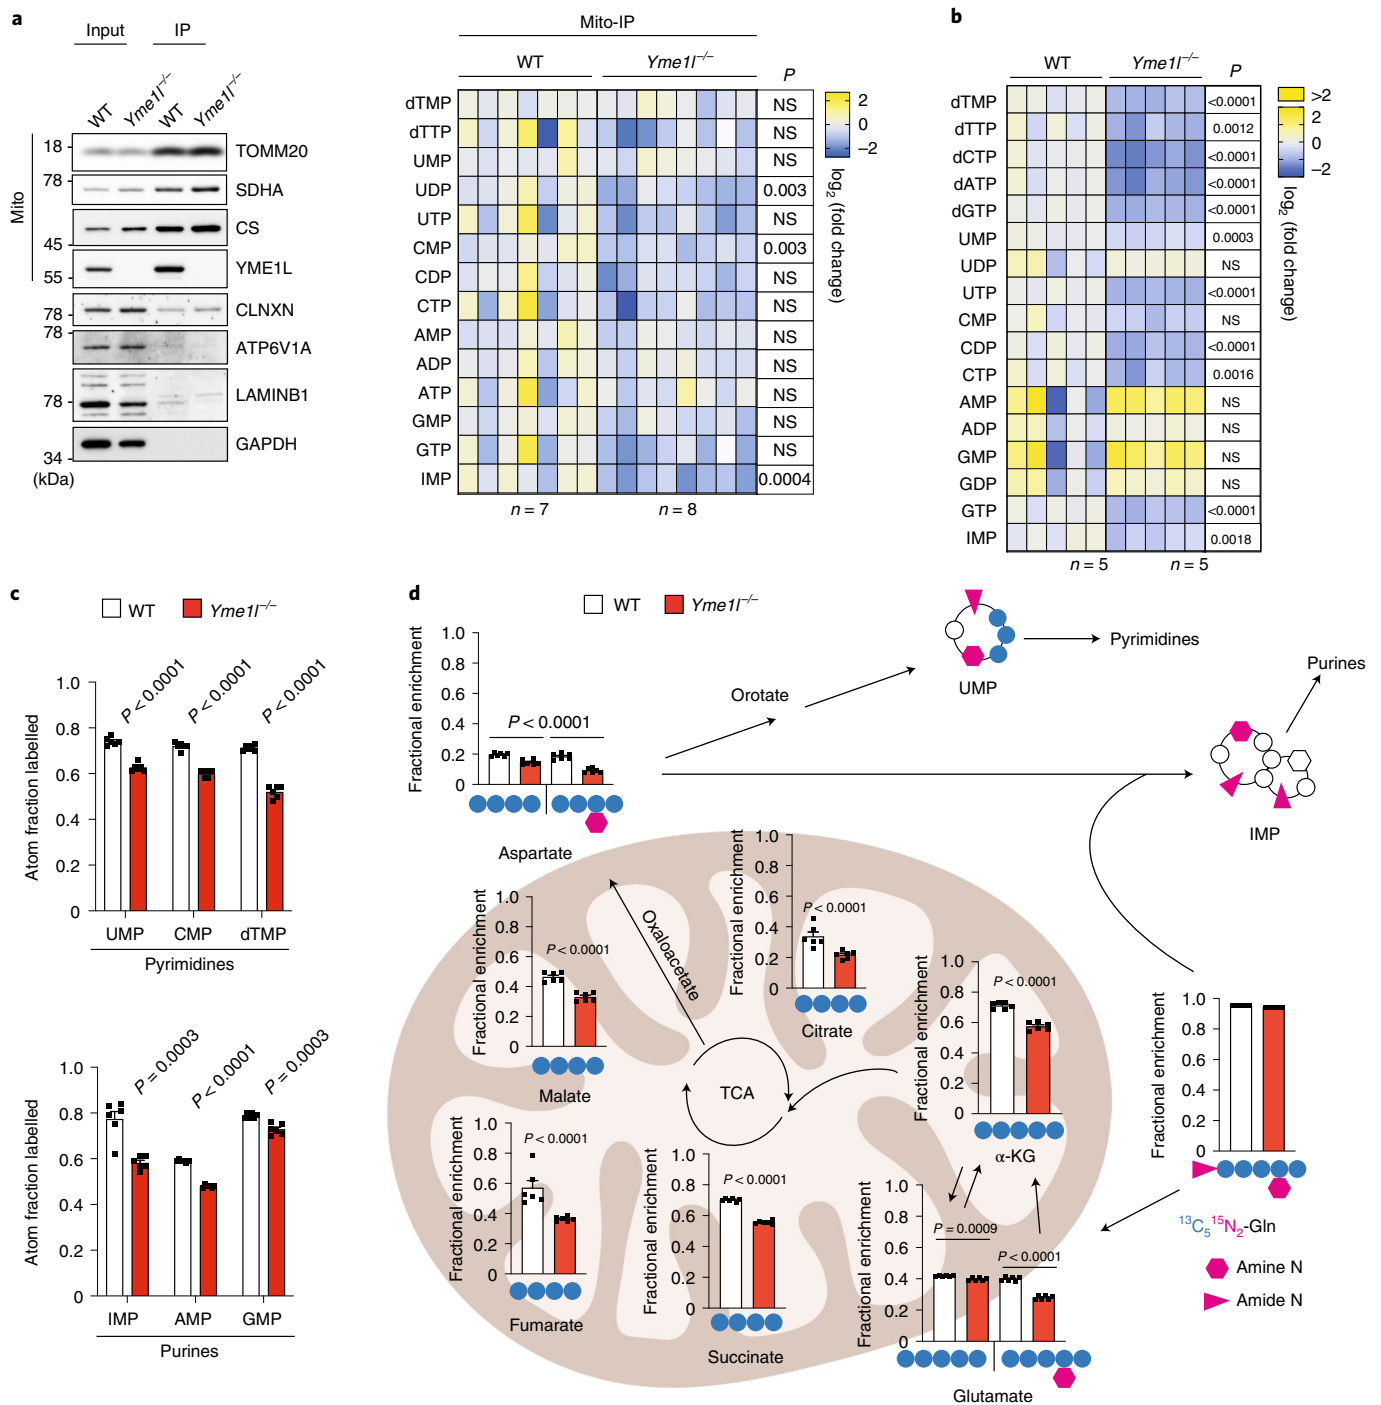 a
Input
IP
WT
Yme1l−/−
WT
Yme1l−/−
Mito
18
TOMM20
78
SDHA
CS
45
YME1L
55
CLNXN
78
78
ATP6V1A
LAMINB1
78
GAPDH
34
(kDa)
Mito-IP
WT
Yme1l−/−
P
dTMP NS
dTTP NS
UMP NS
UDP 0.003
UTP NS
CMP 0.003
CDP NS
CTP NS
AMP NS
ADP NS
ATP NS
GMP NS
GTP NS
IMP 0.0004
n = 7
n = 8
2
0
−2
log2 (fold change)
b
WT
Yme1l−/−
P
dTMP <0.0001
dTTP 0.0012
dCTP <0.0001
dATP <0.0001
dGTP <0.0001
UMP 0.0003
UDP NS
UTP <0.0001
CMP NS
CDP <0.0001
CTP 0.0016
AMP NS
ADP NS
GMP NS
GDP NS
GTP <0.0001
IMP 0.0018
n = 5
n = 5
>2
2
0
−2
log2 (fold change)
c
WT
Yme1l−/−
P < 0.0001
P < 0.0001
P < 0.0001
Atom fraction labelled
1.0
0.8
0.6
0.4
0.2
0
UMP
CMP
dTMP
Pyrimidines
P = 0.0003
P < 0.0001
P = 0.0003
Atom fraction labelled
1.0
0.8
0.6
0.4
0.2
0
IMP
AMP
GMP
Purines
d
WT
Yme1l−/−
Fractional enrichment
1.0
0.8
0.6
0.4
0.2
0
P < 0.0001
Aspartate
Orotate
UMP
Pyrimidines
Purines
IMP
Oxaloacetate
TCA
Fractional enrichment
1.0
0.8
0.6
0.4
0.2
0
P < 0.0001
Citrate
Fractional enrichment
1.0
0.8
0.6
0.4
0.2
0
P < 0.0001
Malate
Fractional enrichment
1.0
0.8
0.6
0.4
0.2
0
P < 0.0001
α-KG
Fractional enrichment
1.0
0.8
0.6
0.4
0.2
0
P < 0.0001
Fumarate
Fractional enrichment
1.0
0.8
0.6
0.4
0.2
0
P < 0.0001
Succinate
Fractional enrichment
1.0
0.8
0.6
0.4
0.2
0
P = 0.0009
P < 0.0001
Glutamate
Fractional enrichment
1.0
0.8
0.6
0.4
0.2
0
13C515N2-Gln
Amine N
Amide N